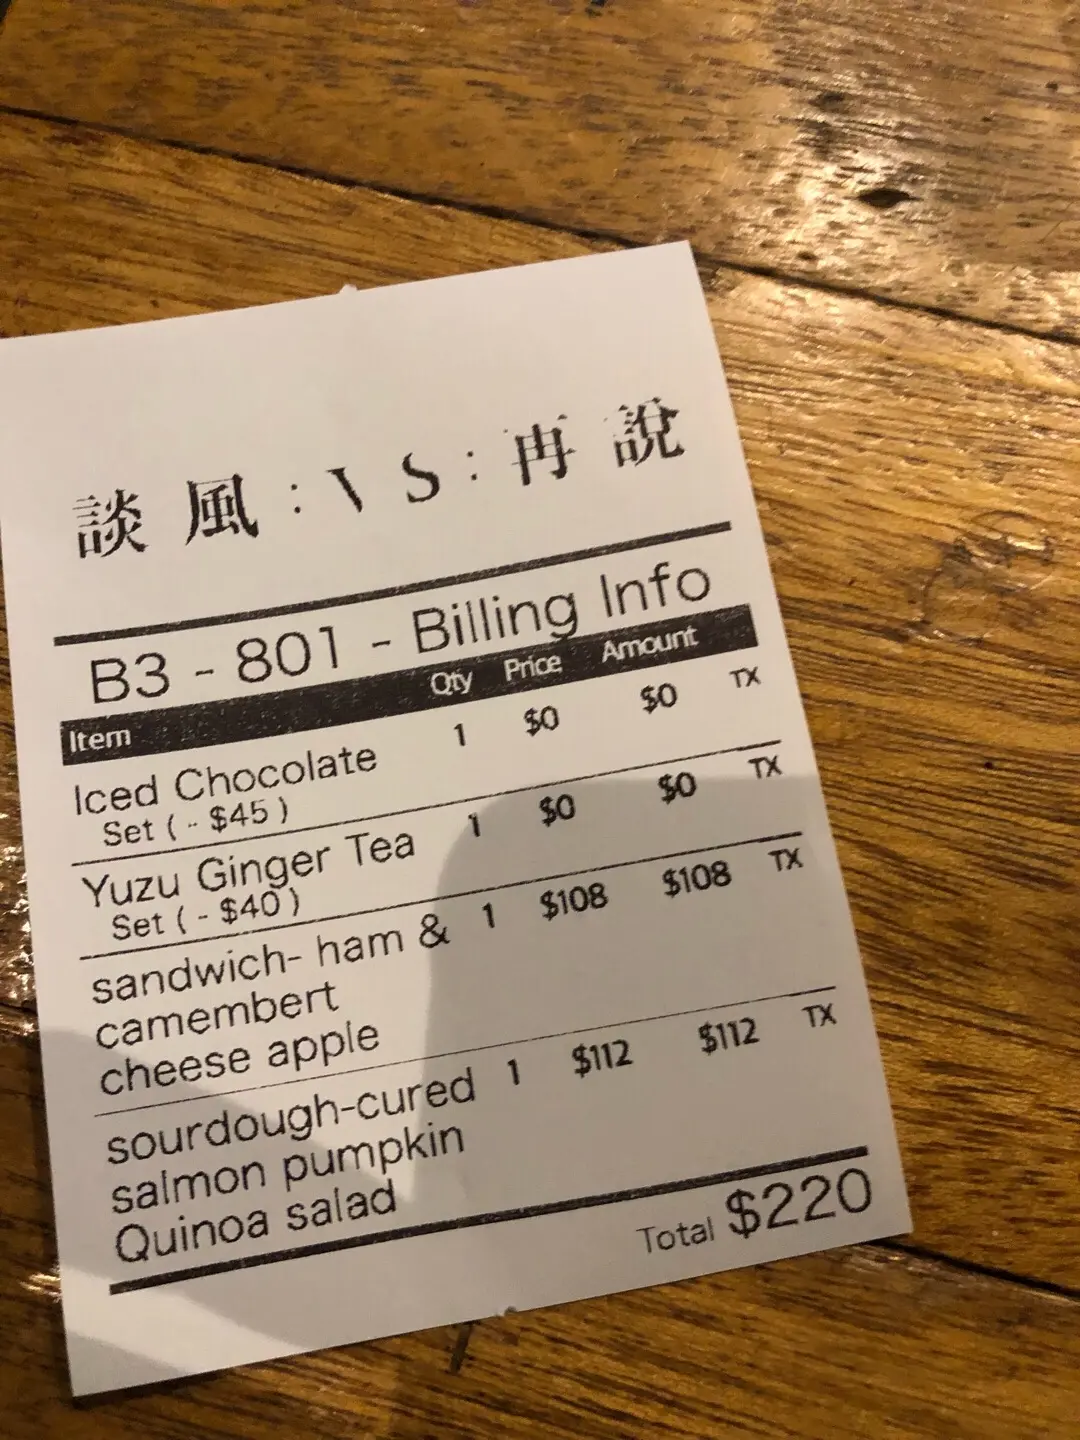 談風:VS:再說
B3 - 801 - Billing Info
Item Qty Price Amount
Iced Chocolate 1 $0 $0 TX
Set ( - $45 )
Yuzu Ginger Tea 1 $0 $0 TX
Set ( - $40 )
sandwich- ham & 1 $108 $108 TX
camembert
cheese apple
sourdough-cured 1 $112 $112 TX
salmon pumpkin
Quinoa salad
Total $220